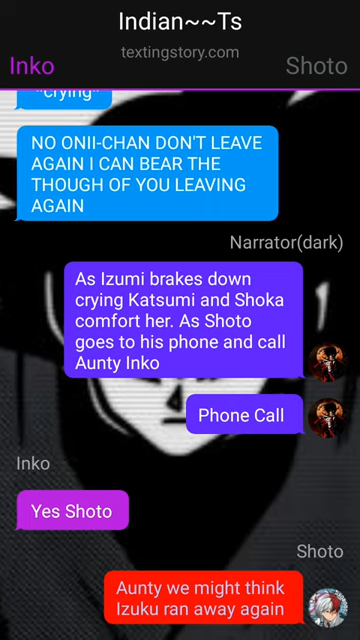 Indian~~Ts
textingstory.com
Inko
Shoto
*crying*
NO ONII-CHAN DON'T LEAVE
AGAIN I CAN BEAR THE
THOUGH OF YOU LEAVING
AGAIN
Narrator(dark)
As Izumi brakes down
crying Katsumi and Shoka
comfort her. As Shoto
goes to his phone and call
Aunty Inko
Phone Call
Inko
Yes Shoto
Shoto
Aunty we might think
Izuku ran away again